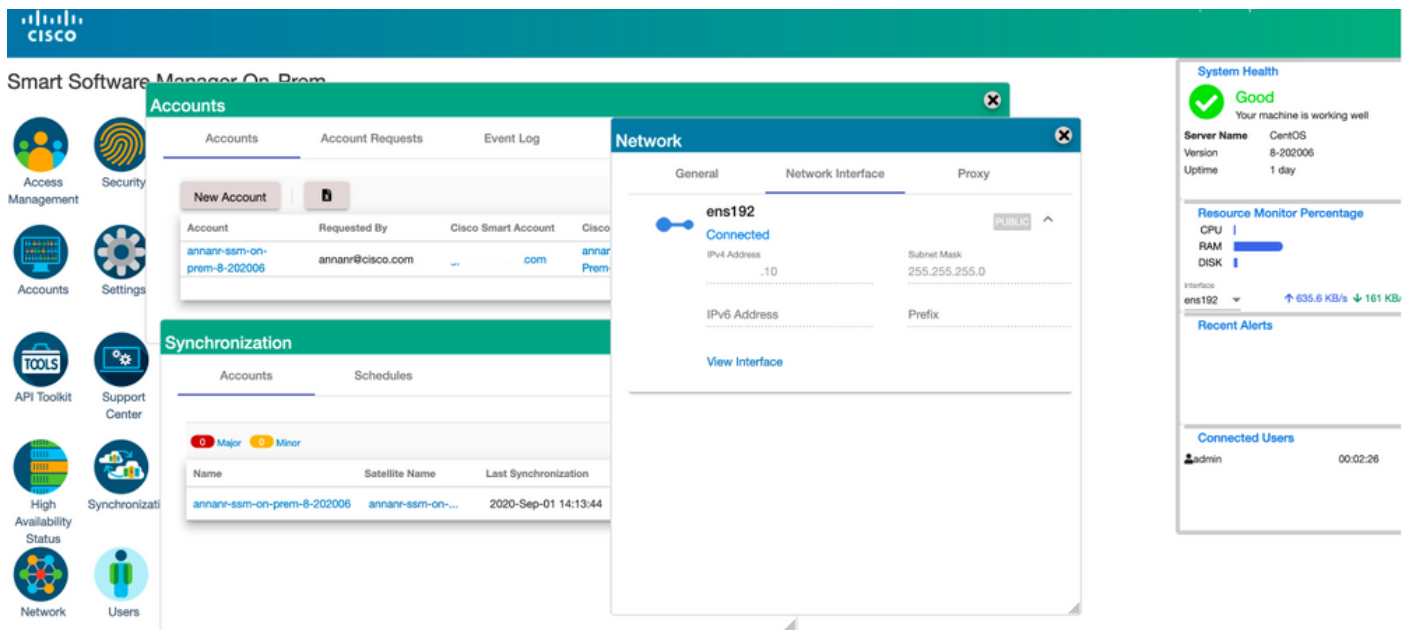 CISCO
Smart Software Manager On-Prem
Access
Management
Security
Accounts
Settings
TOOLS
API Toolkit
Support
Center
High
Availability
Status
Synchronizati
Network
Users
Accounts
Accounts Account Requests Event Log
New Account
Account Requested By Cisco Smart Account Cisco
annanr-ssm-on-
prem-8-202006
annanr@cisco.com
.com
annar
Prem-
Synchronization
Accounts Schedules
0 Major 0 Minor
Name Satellite Name Last Synchronization
annanr-ssm-on-prem-8-202006 annanr-ssm-on-... 2020-Sep-01 14:13:44
Network
General Network Interface Proxy
ens192
Connected
PUBLIC
IPv4 Address Subnet Mask
.10 255.255.255.0
IPv6 Address Prefix
View Interface
System Health
Good
Your machine is working well
Server Name CentOS
Version 8-202006
Uptime 1 day
Resource Monitor Percentage
CPU
RAM
DISK
Interface
ens192 635.6 KB/s 161 KB/
Recent Alerts
Connected Users
admin 00:02:26